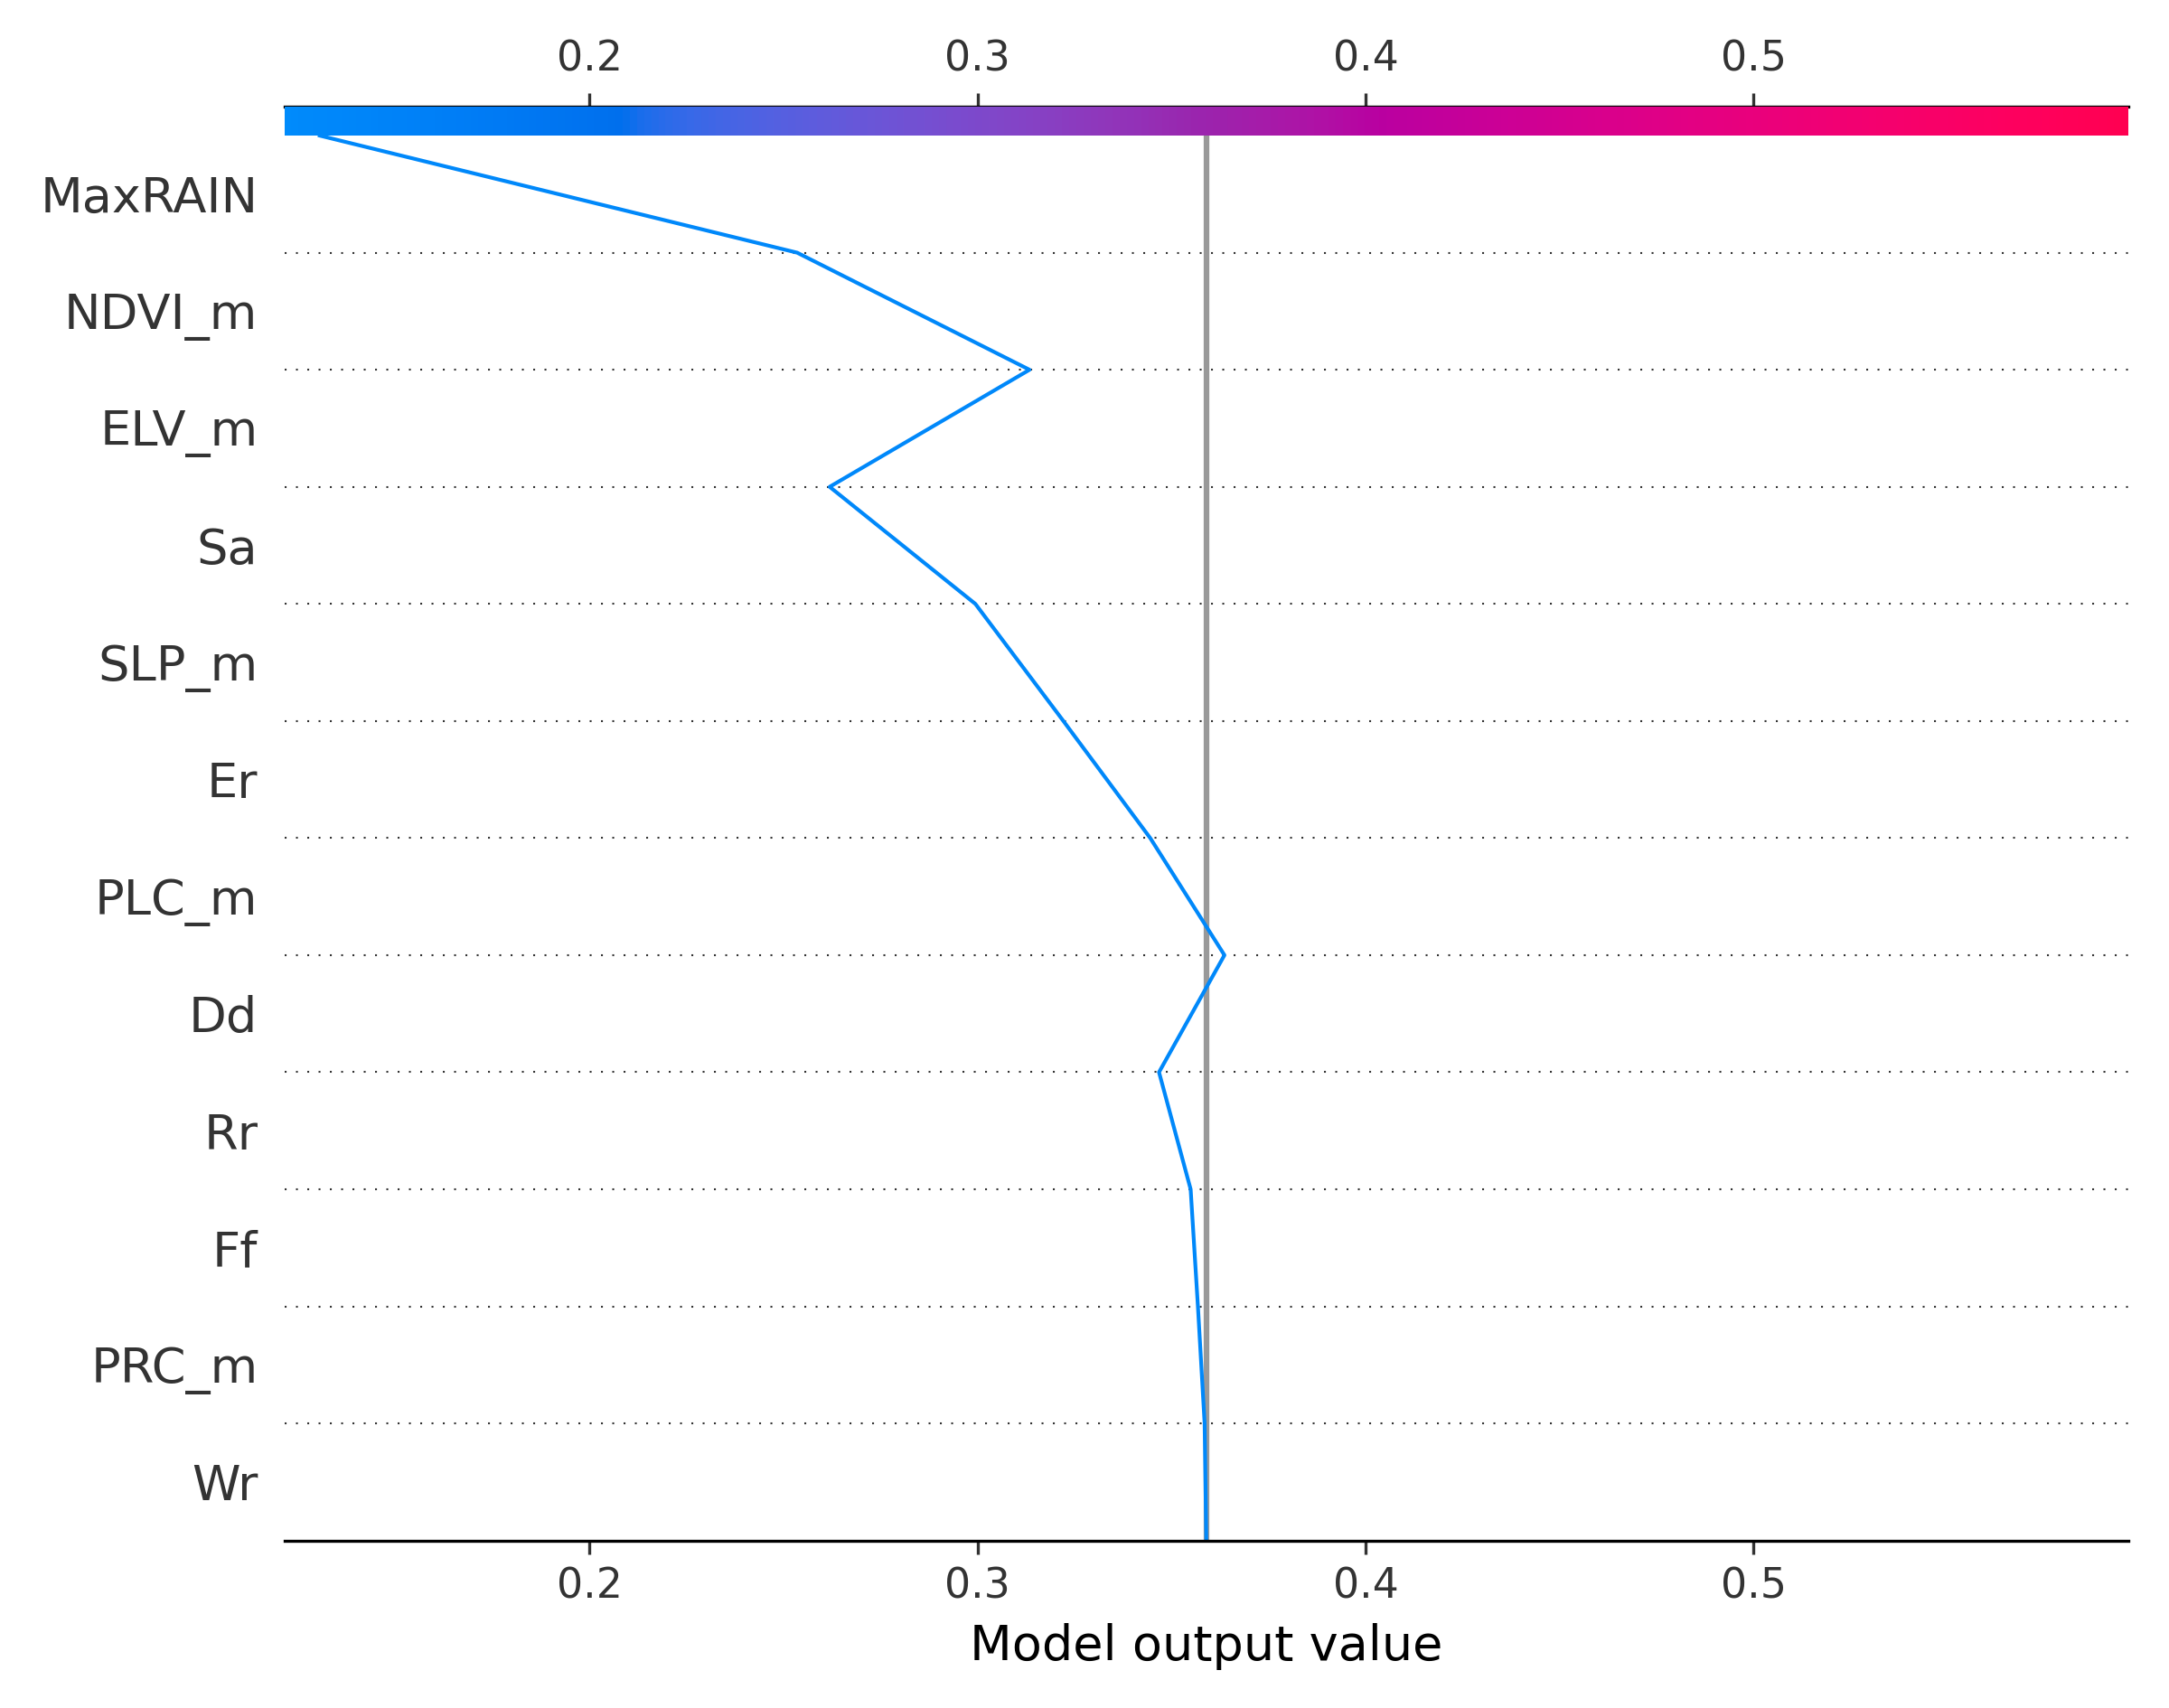 0.2 0.3 0.4 0.5
MaxRAIN
NDVI_m
ELV_m
Sa
SLP_m
Er
PLC_m
Dd
Rr
Ff
PRC_m
Wr
0.2 0.3 0.4 0.5
Model output value